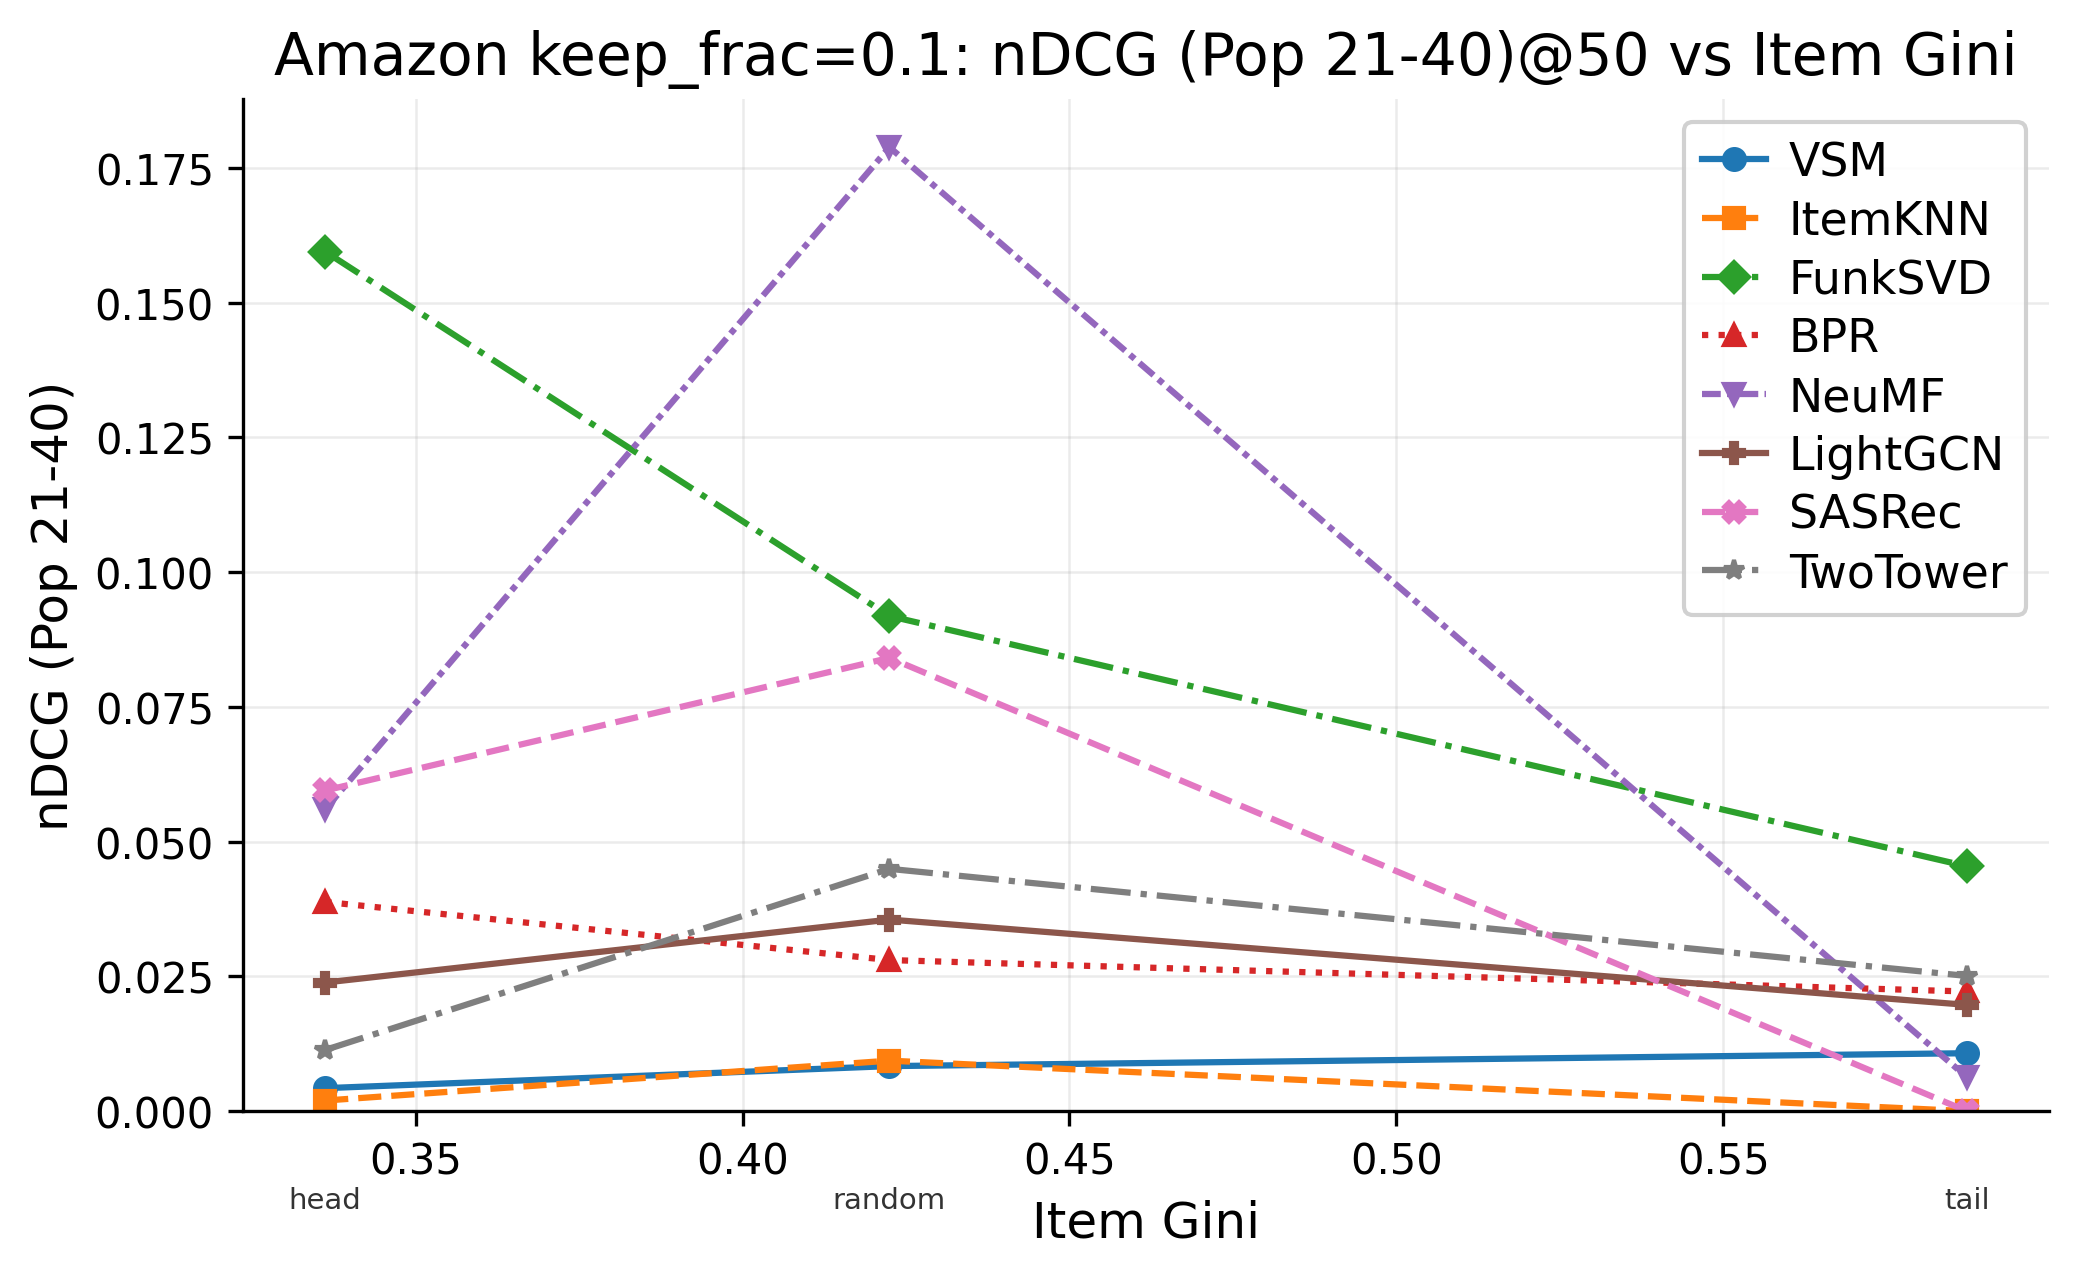 Amazon keep_frac=0.1: nDCG (Pop 21-40)@50 vs Item Gini
nDCG (Pop 21-40)
0.175
0.150
0.125
0.100
0.075
0.050
0.025
0.000
VSM
ItemKNN
FunkSVD
BPR
NeuMF
LightGCN
SASRec
TwoTower
0.35 0.40 0.45 0.50 0.55
head random tail
Item Gini